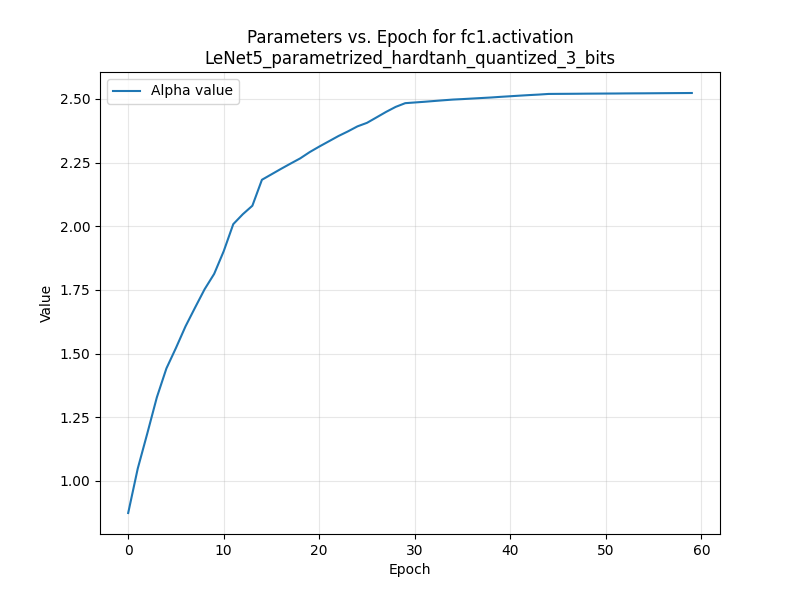 Parameters vs. Epoch for fc1.activation
LeNet5_parametrized_hardtanh_quantized_3_bits
Alpha value
2.50
2.25
2.00
1.75
1.50
1.25
1.00
Value
0 10 20 30 40 50 60
Epoch